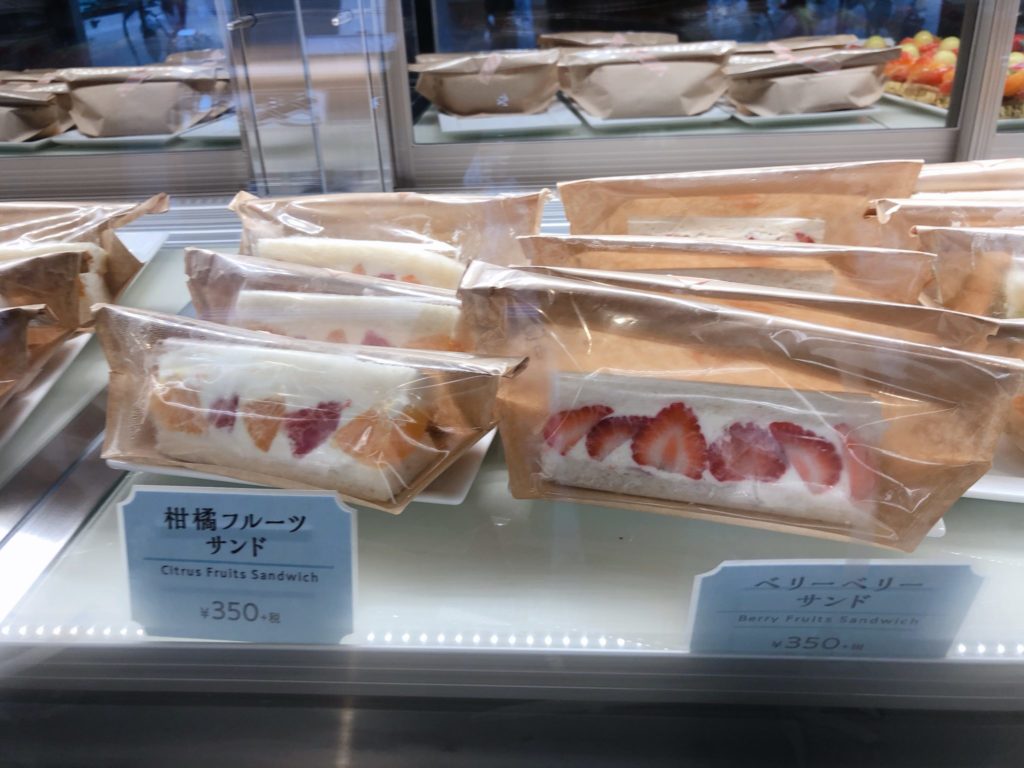 柑橘フルーツ
サンド
Citrus Fruits Sandwich
¥350+税
ベリーベリー
サンド
Berry Fruits Sandwich
¥350+税